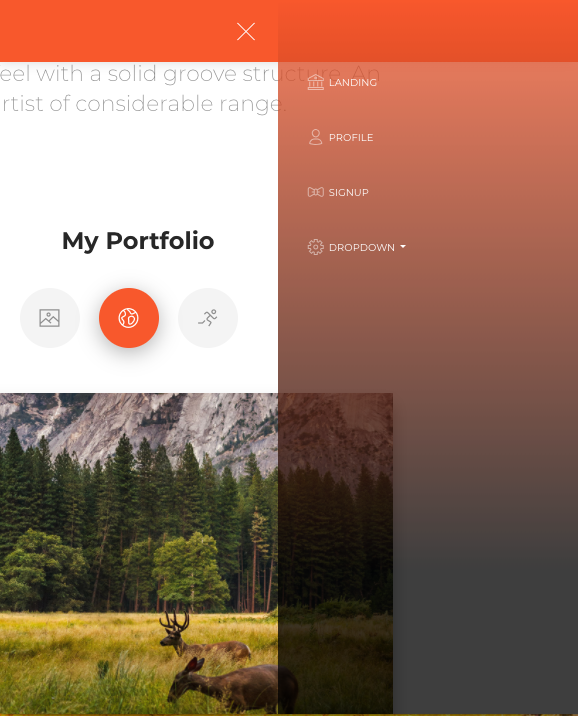 eel with a solid groove structure. An
rtist of considerable range.
LANDING
PROFILE
SIGNUP
DROPDOWN
My Portfolio